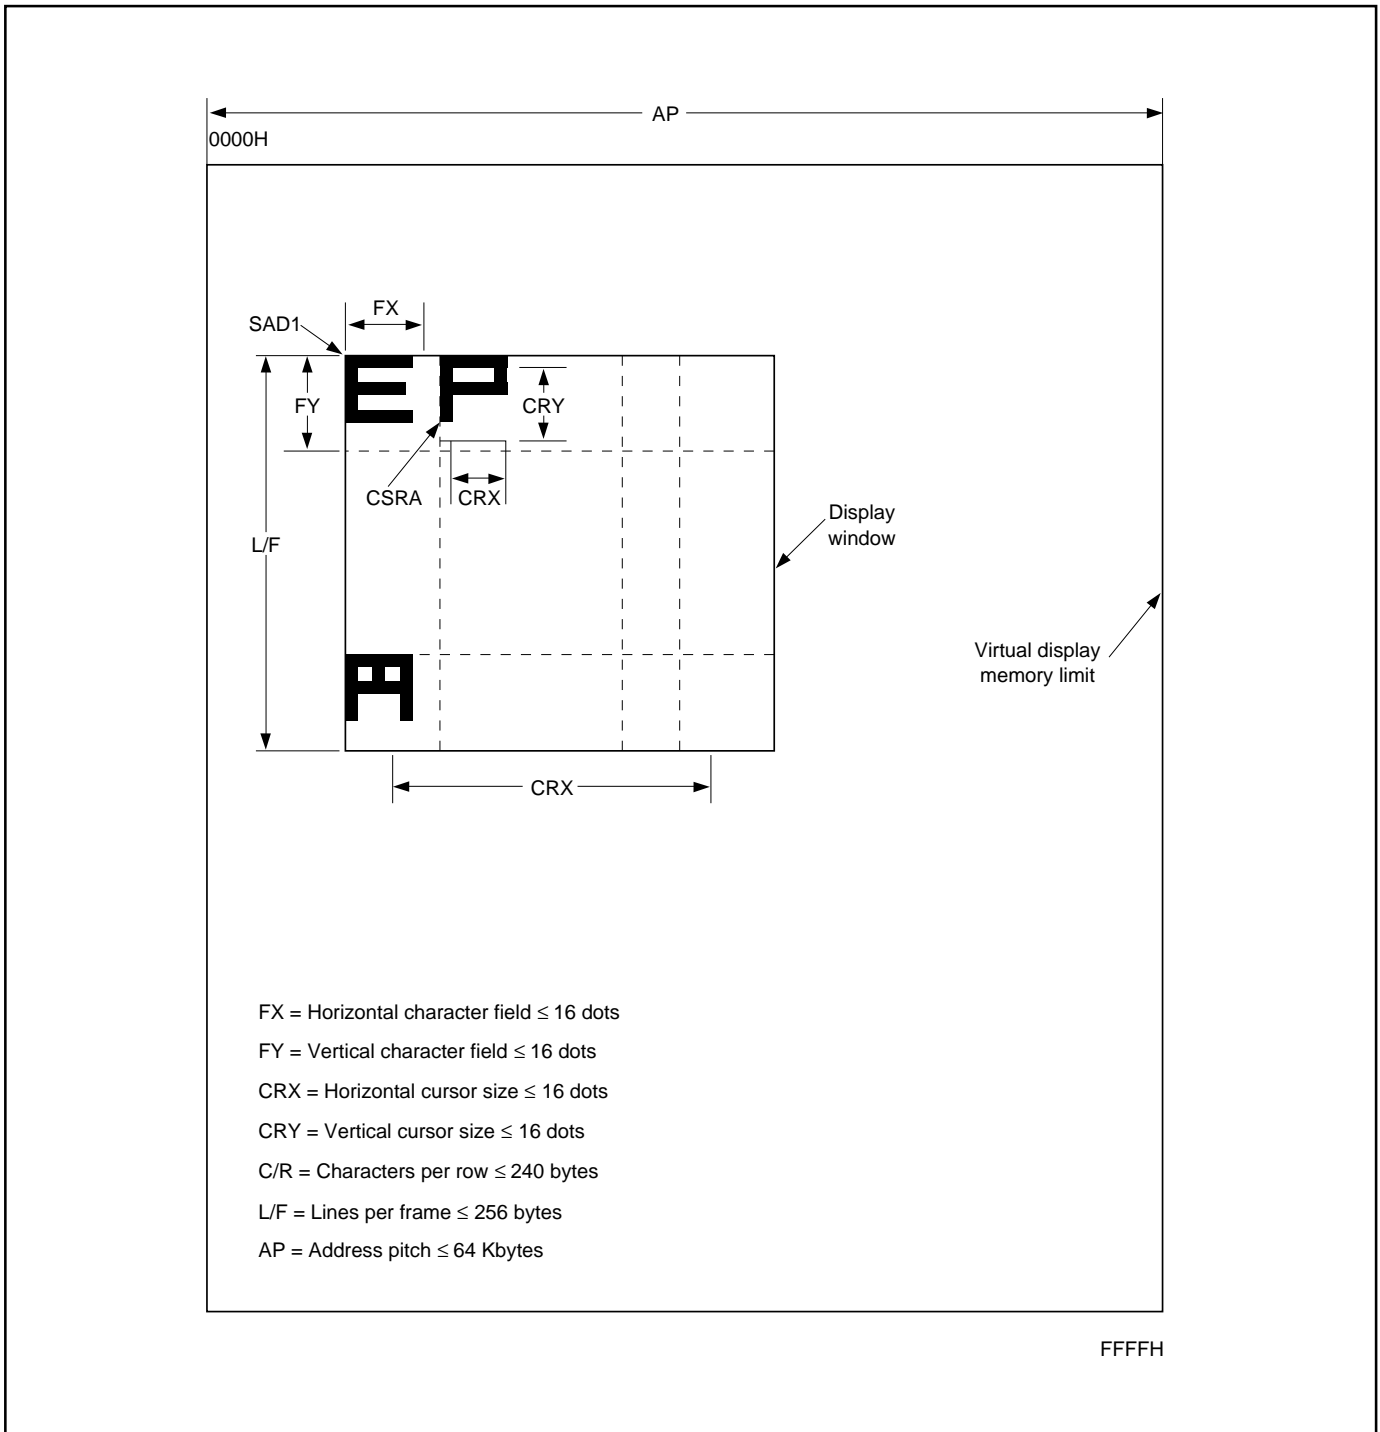 AP
0000H
FX
SAD1
E P
FY
CRY
CSRA
CRX
Display
window
L/F
Virtual display
memory limit
A
CRX
FX = Horizontal character field ≤ 16 dots
FY = Vertical character field ≤ 16 dots
CRX = Horizontal cursor size ≤ 16 dots
CRY = Vertical cursor size ≤ 16 dots
C/R = Characters per row ≤ 240 bytes
L/F = Lines per frame ≤ 256 bytes
AP = Address pitch ≤ 64 Kbytes
FFFFH